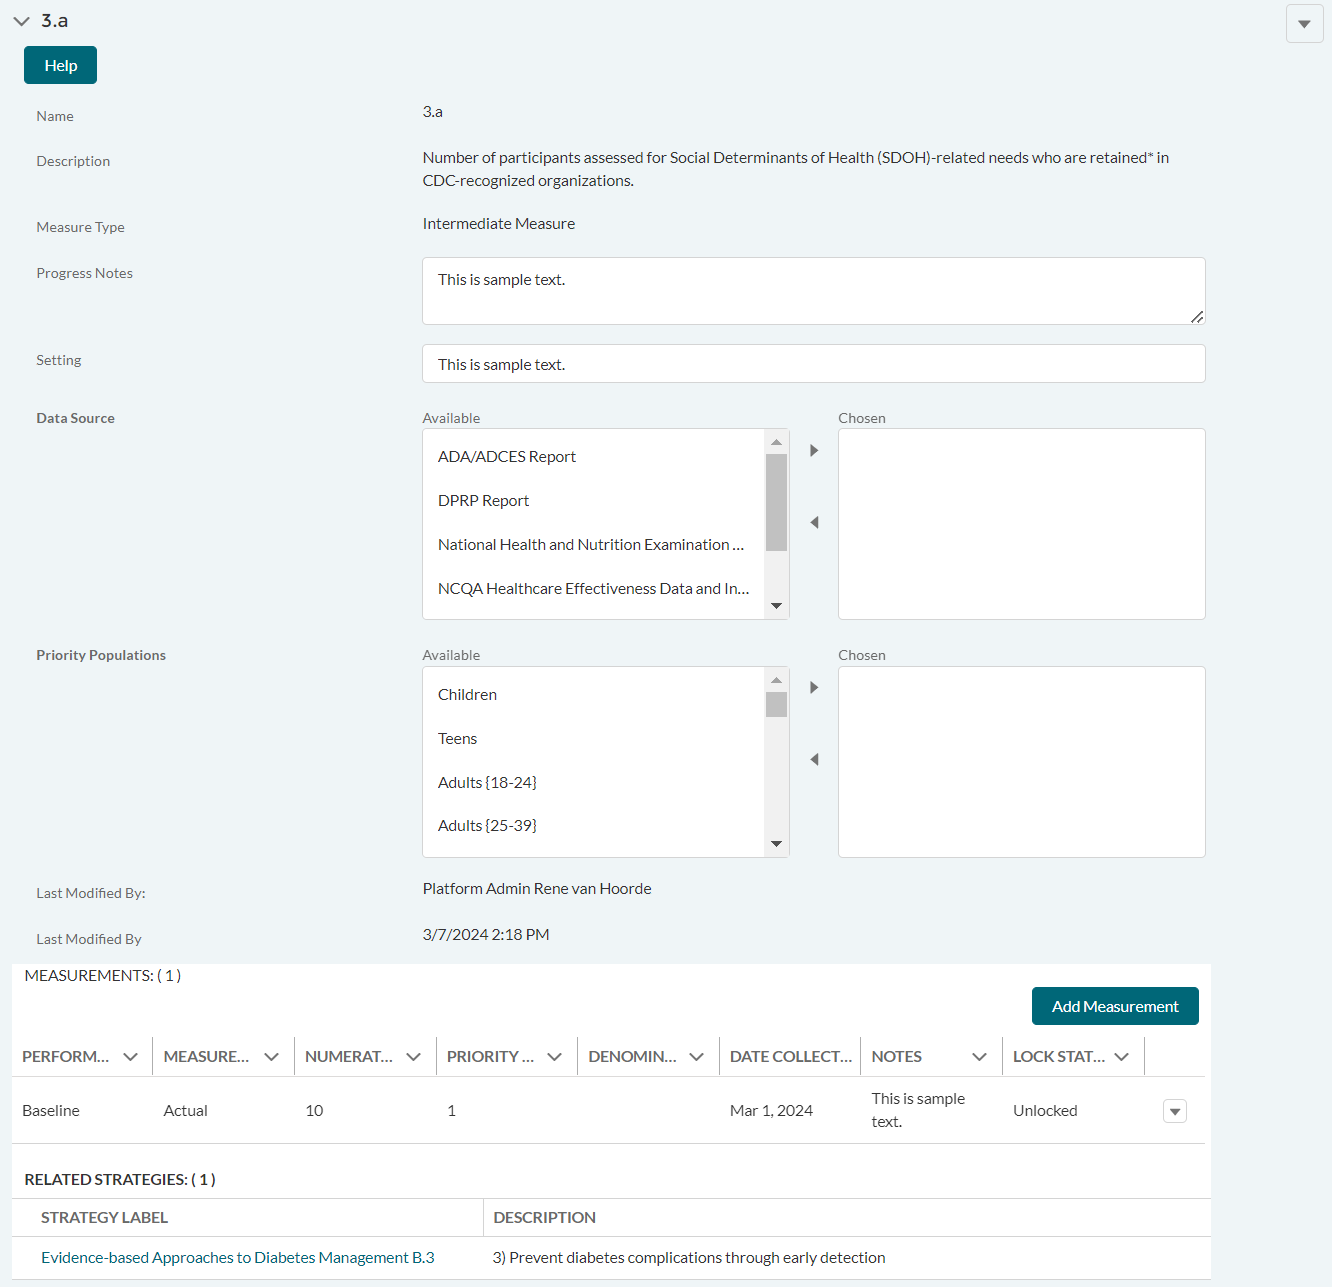 3.a
Help
Name
3.a
Description
Number of participants assessed for Social Determinants of Health (SDOH)-related needs who are retained* in
CDC-recognized organizations.
Measure Type
Intermediate Measure
Progress Notes
This is sample text.
Setting
This is sample text.
Data Source
Available
Chosen
ADA/ADCES Report
DPRP Report
National Health and Nutrition Examination ...
NCQA Healthcare Effectiveness Data and In...
Priority Populations
Available
Chosen
Children
Teens
Adults {18-24}
Adults {25-39}
Last Modified By:
Platform Admin Rene van Hoorde
Last Modified By
3/7/2024 2:18 PM
MEASUREMENTS: ( 1 )
Add Measurement
PERFORM... MEASURE... NUMERAT... PRIORITY ... DENOMIN... DATE COLLECT... NOTES LOCK STAT...
Baseline Actual 10 1 Mar 1, 2024 This is sample
text. Unlocked
RELATED STRATEGIES: ( 1 )
STRATEGY LABEL DESCRIPTION
Evidence-based Approaches to Diabetes Management B.3 3) Prevent diabetes complications through early detection